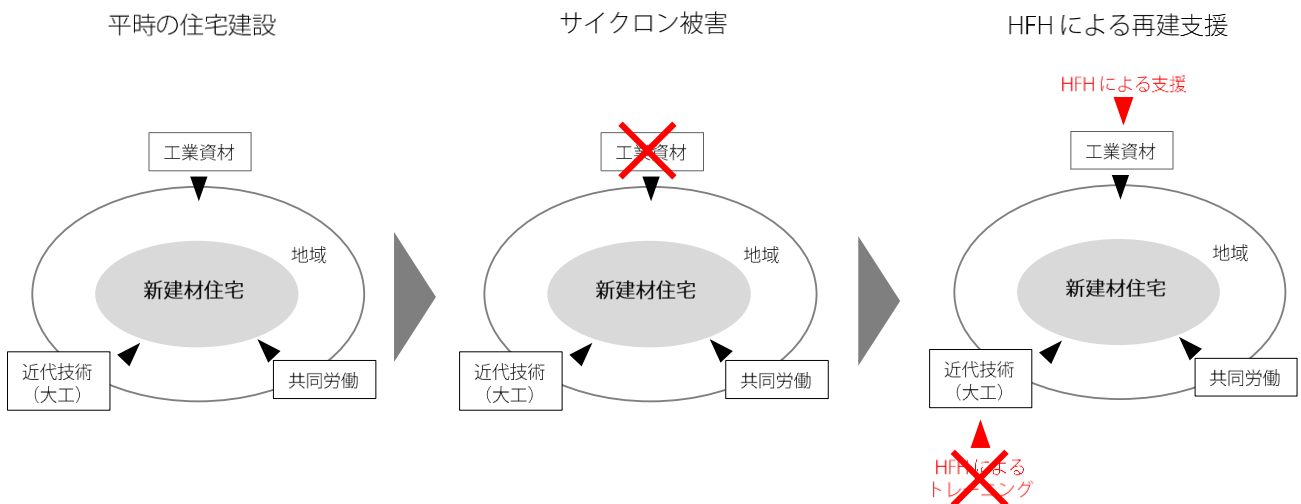 平時の住宅建設
サイクロン被害
HFH による再建支援
工業資材
地域
新建材住宅
近代技術
（大工）
共同労働
工業資材
地域
新建材住宅
近代技術
（大工）
共同労働
HFH による支援
工業資材
地域
新建材住宅
近代技術
（大工）
共同労働
HFH による
トレーニング